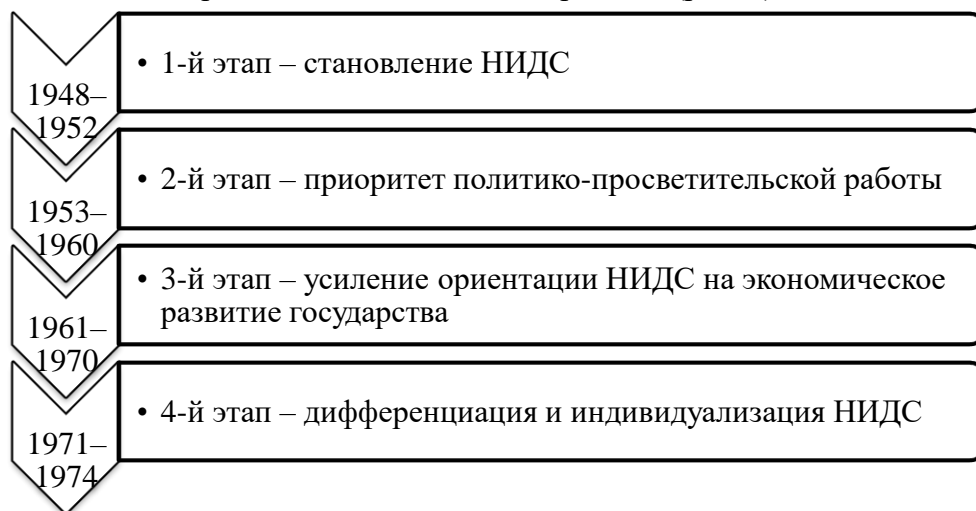 1948–
1952
• 1-й этап – становление НИДС
1953–
1960
• 2-й этап – приоритет политико-просветительской работы
1961–
1970
• 3-й этап – усиление ориентации НИДС на экономическое
развитие государства
1971–
1974
• 4-й этап – дифференциация и индивидуализация НИДС